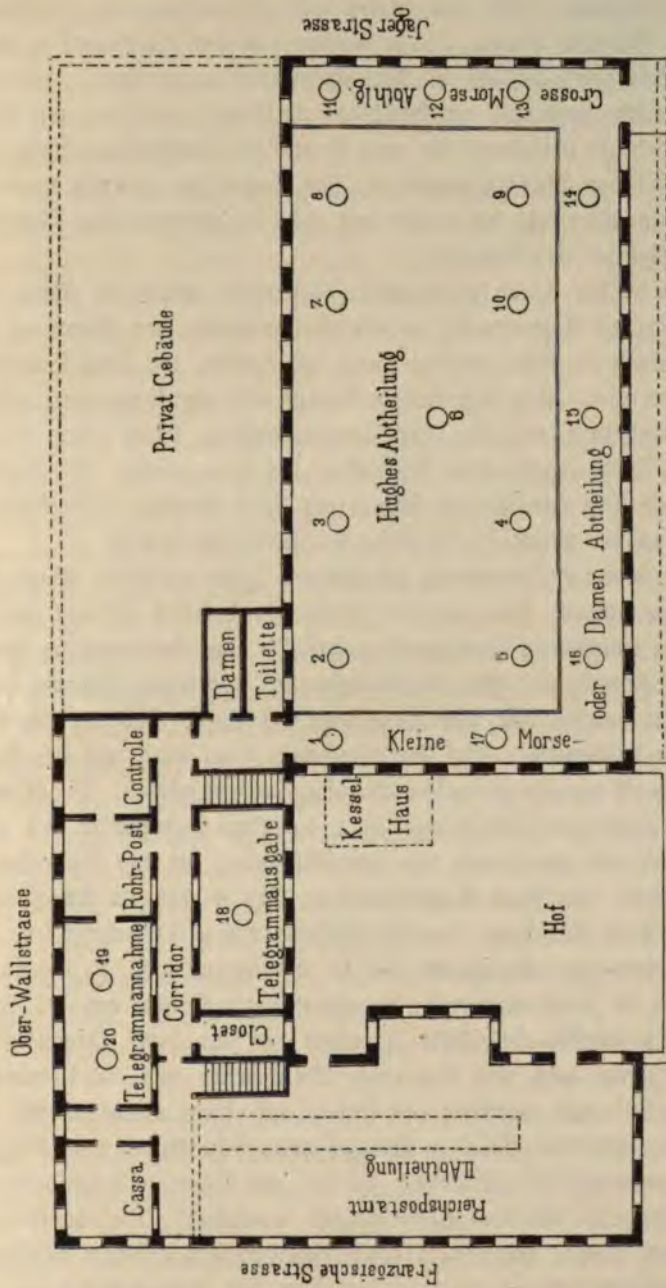 Ober-Wallstrasse
Jäger Strasse
Französische Strasse
Privat Gebäude
Cassa
Telegrammannahme
20
19
Rohr-Post
Controle
Corridor
Closet
Telegrammausgabe
18
Damen
Toilette
Reichspostamt
II Abtheilung
Hof
Kessel
Haus
Hughes Abtheilung
2
3
7
8
6
5
4
10
9
1
Kleine
17
Morse-
oder
16
Damen
Abtheilung
15
14
Grosse
13
Morse
12
Abthlg.
11